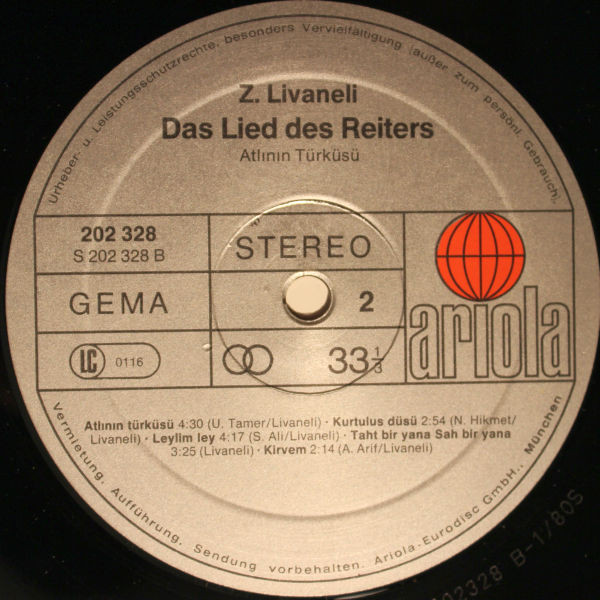 Urheber- u. Leistungsschutzrechte, besonders Vervielfältigung (außer zum persönl. Gebrauch),
Z. Livaneli
Das Lied des Reiters
Atlının Türküsü
202 328
S 202 328 B
STEREO
GEMA
2
ariola
LC 0116
33 1/3
Atlının türküsü 4:30 (U. Tamer/Livaneli) · Kurtulus düsü 2:54 (N. Hikmet/
Livaneli) · Leylim ley 4:17 (S. Ali/Livaneli) · Taht bir yana Sah bir yana
3:25 (Livaneli) · Kirvem 2:14 (A. Arif/Livaneli)
Vermietung, Aufführung, Sendung vorbehalten. Ariola-Eurodisc GmbH., München
202328 B-1/80S